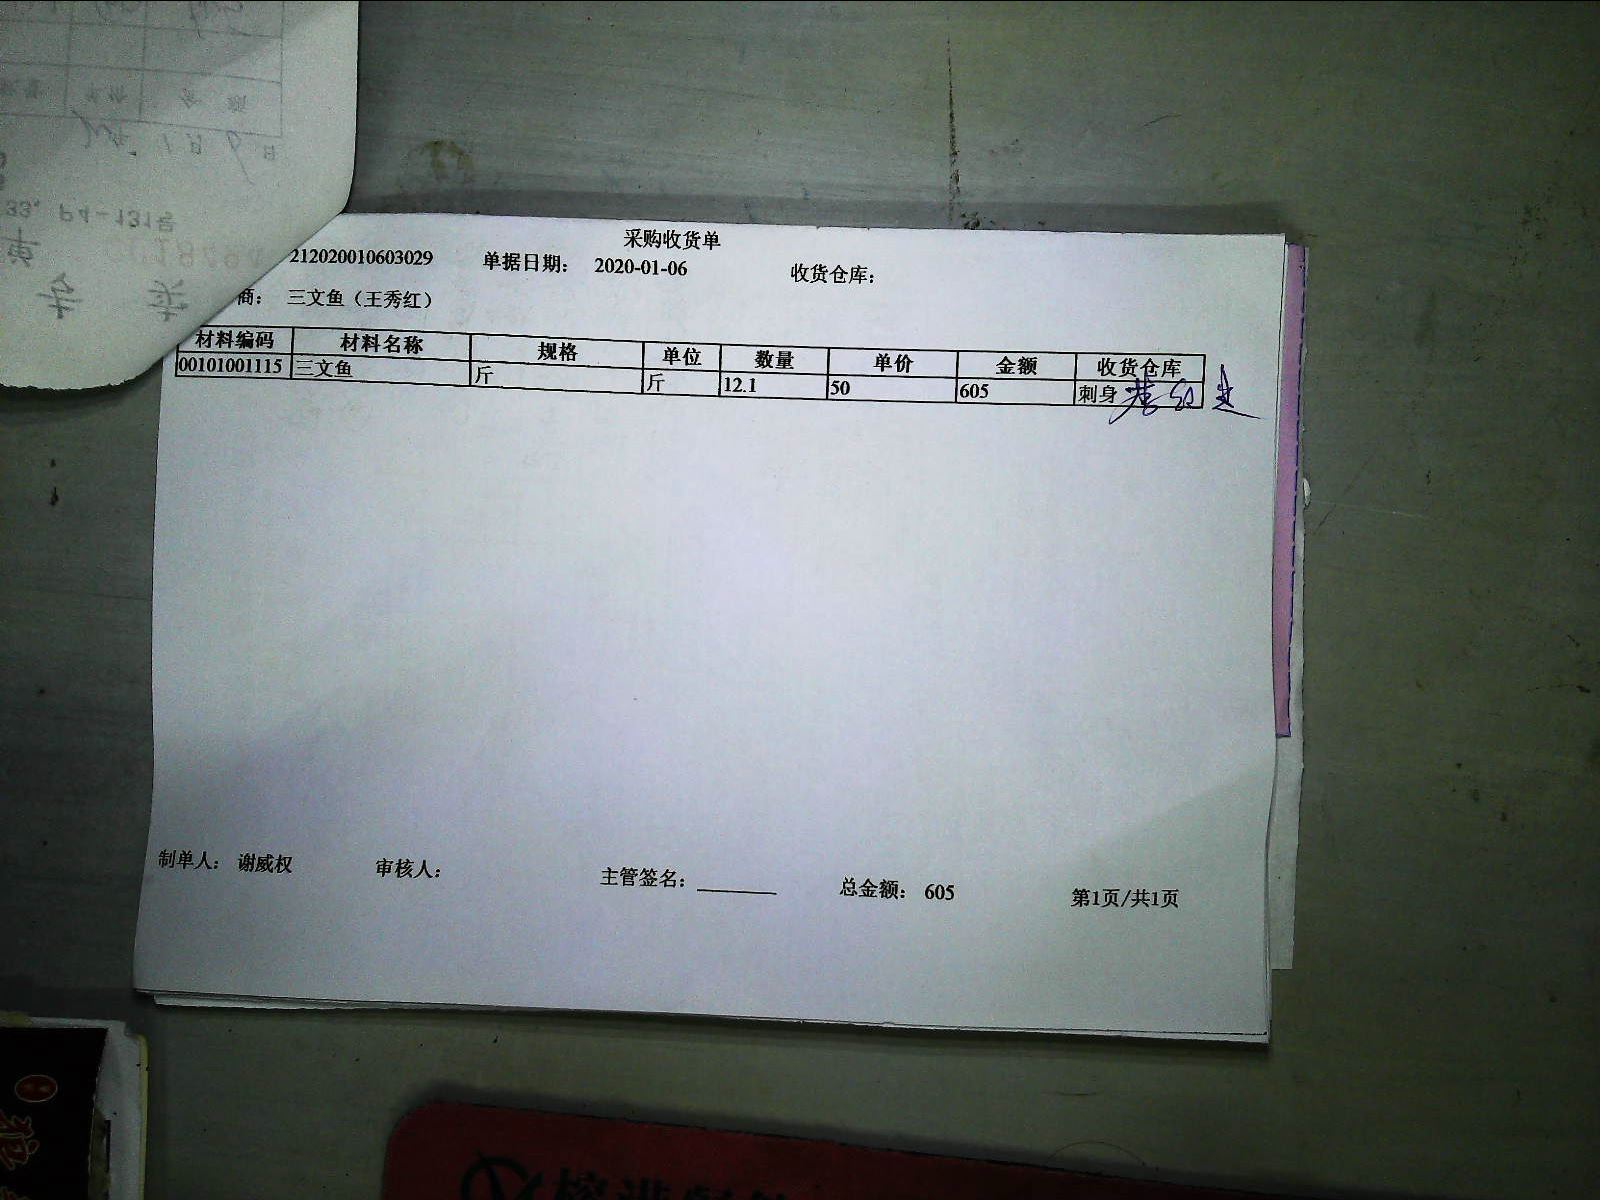 采购收货单
212020010603029 单据日期： 2020-01-06 收货仓库：
商： 三文鱼（王秀红）
材料编码 材料名称 规格 单位 数量 单价 金额 收货仓库
00101001115 三文鱼 斤 斤 12.1 50 605 刺身
制单人： 谢威权 审核人： 主管签名： 总金额： 605 第1页/共1页